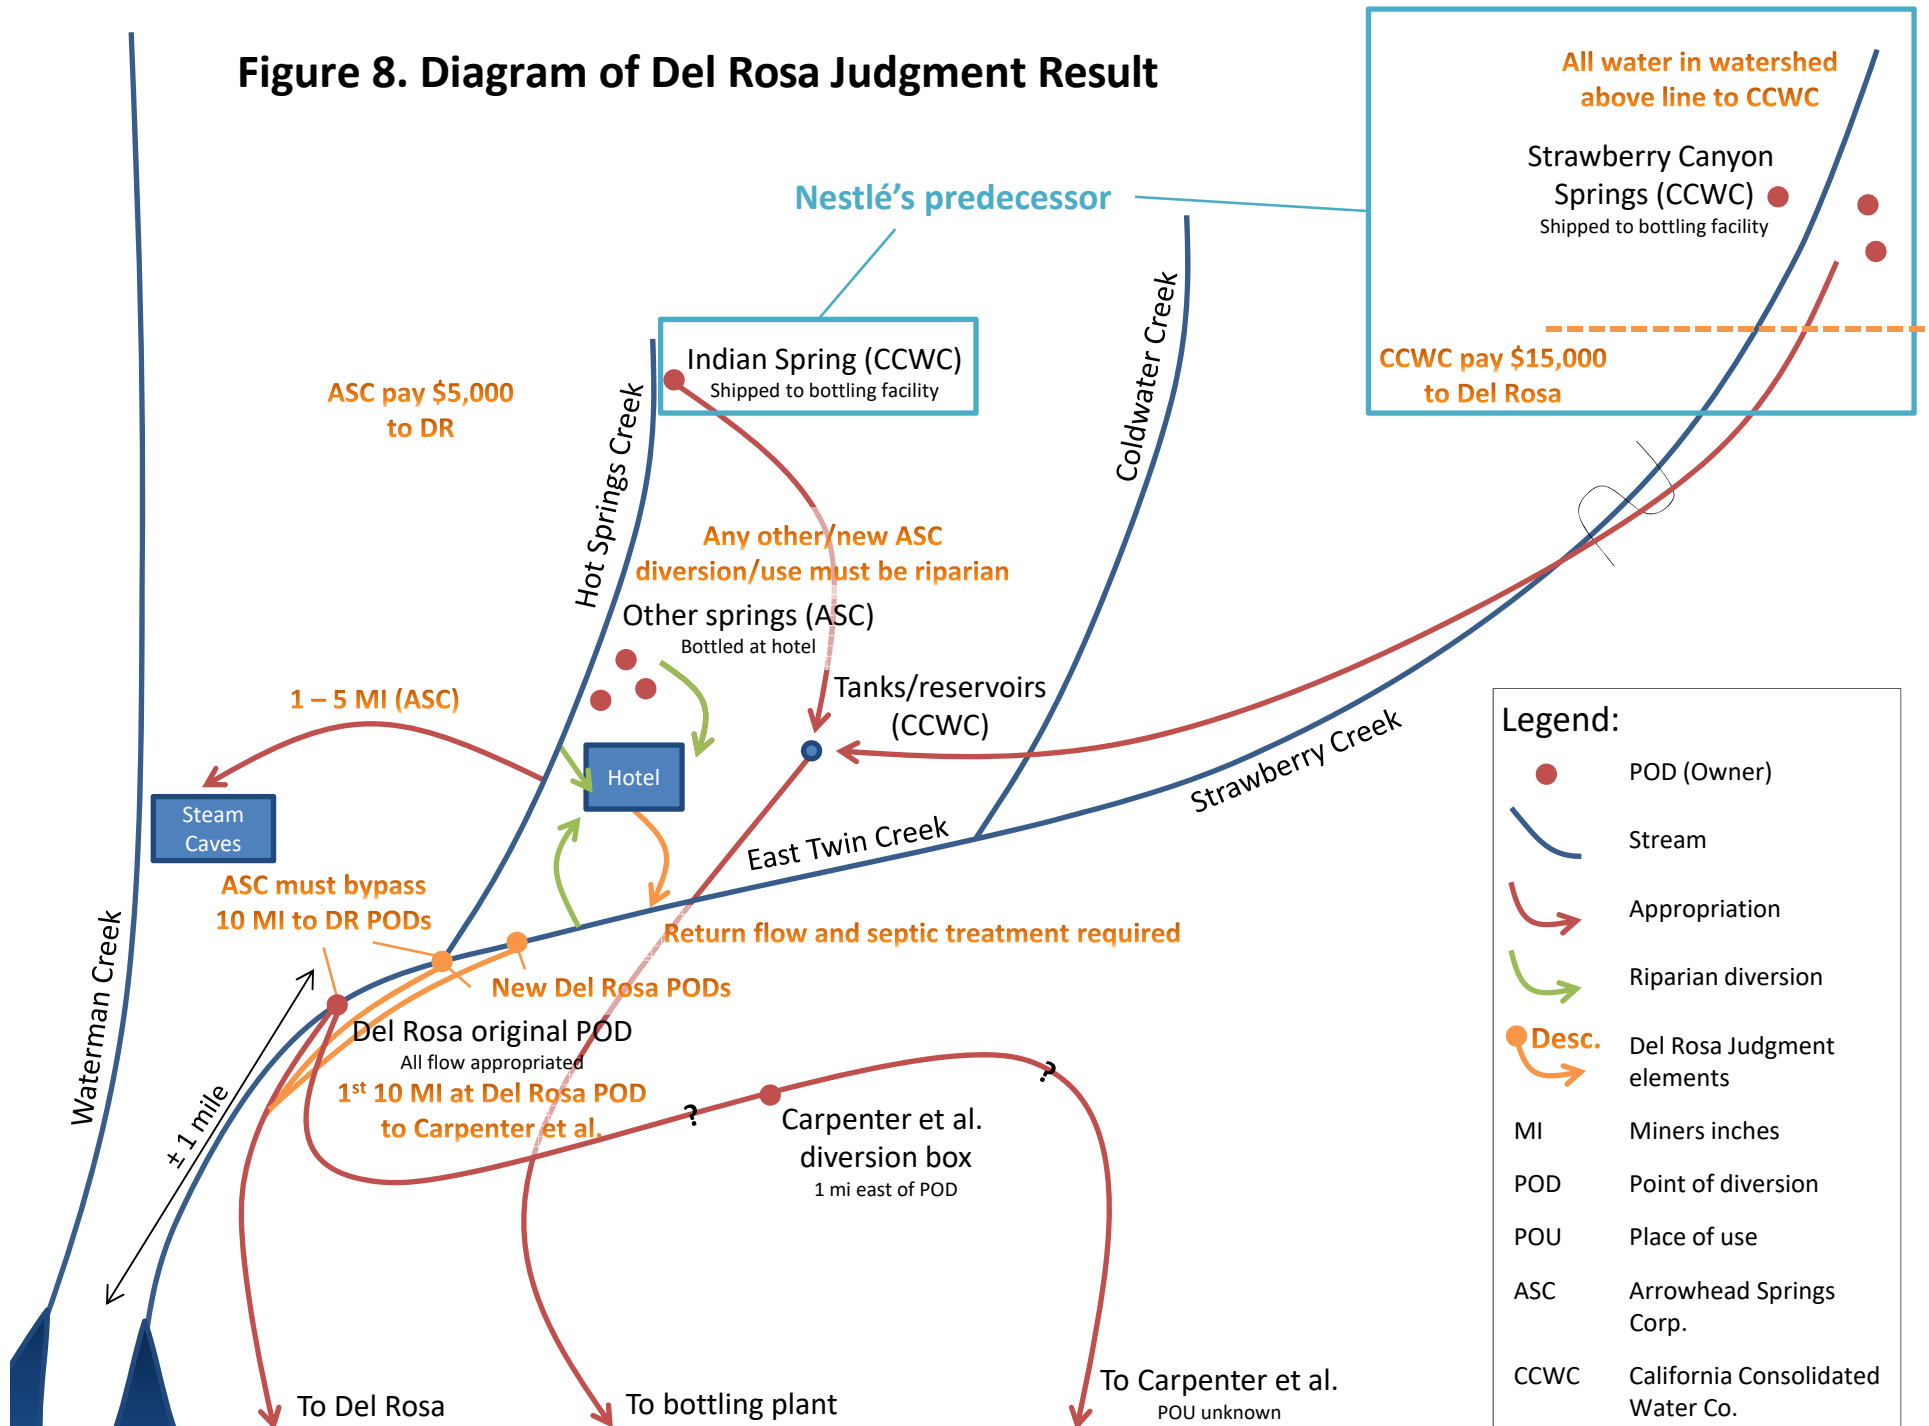 Figure 8. Diagram of Del Rosa Judgment Result
All water in watershed
above line to CCWC
Strawberry Canyon
Springs (CCWC)
Shipped to bottling facility
Nestlé’s predecessor
CCWC pay $15,000
to Del Rosa
Indian Spring (CCWC)
Shipped to bottling facility
ASC pay $5,000
to DR
Hot Springs Creek
Coldwater Creek
Any other/new ASC
diversion/use must be riparian
Other springs (ASC)
Bottled at hotel
1 – 5 MI (ASC)
Tanks/reservoirs
(CCWC)
Hotel
Steam
Caves
Strawberry Creek
East Twin Creek
ASC must bypass
10 MI to DR PODs
Return flow and septic treatment required
New Del Rosa PODs
Waterman Creek
Del Rosa original POD
All flow appropriated
1st 10 MI at Del Rosa POD
to Carpenter et al.
± 1 mile
?
?
Carpenter et al.
diversion box
1 mi east of POD
To Del Rosa
To bottling plant
To Carpenter et al.
POU unknown
Legend:
POD (Owner)
Stream
Appropriation
Riparian diversion
Desc.
Del Rosa Judgment
elements
MI Miners inches
POD Point of diversion
POU Place of use
ASC Arrowhead Springs
Corp.
CCWC California Consolidated
Water Co.